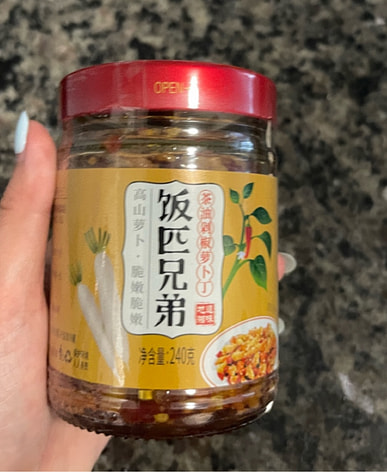 OPEN
茶油剁椒萝卜丁
饭匹兄弟
高山萝卜·脆嫩脆嫩
净含量:240克